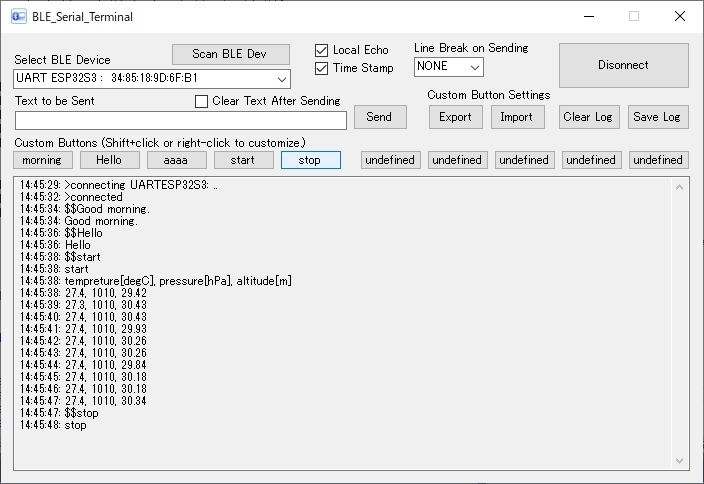 BLE_Serial_Terminal
Scan BLE Dev
Local Echo
Line Break on Sending
Select BLE Device
Time Stamp
NONE
Disonnect
UART ESP32S3 : 34:85:18:9D:6F:B1
Custom Button Settings
Text to be Sent
Clear Text After Sending
Send
Export
Import
Clear Log
Save Log
Custom Buttons (Shift+click or right-click to customize.)
morning
Hello
aaaa
start
stop
undefined
undefined
undefined
undefined
undefined
14:45:29: >connecting UARTESP32S3: ..
14:45:32: >connected
14:45:34: $$Good morning.
14:45:34: Good morning.
14:45:36: $$Hello
14:45:36: Hello
14:45:38: $$start
14:45:38: start
14:45:38: tempreture[degC], pressure[hPa], altitude[m]
14:45:38: 27.4, 1010, 29.42
14:45:39: 27.3, 1010, 30.43
14:45:40: 27.4, 1010, 30.43
14:45:41: 27.4, 1010, 29.93
14:45:42: 27.4, 1010, 30.26
14:45:43: 27.4, 1010, 30.26
14:45:44: 27.4, 1010, 29.84
14:45:45: 27.4, 1010, 30.18
14:45:46: 27.4, 1010, 30.18
14:45:47: 27.4, 1010, 30.34
14:45:47: $$stop
14:45:48: stop